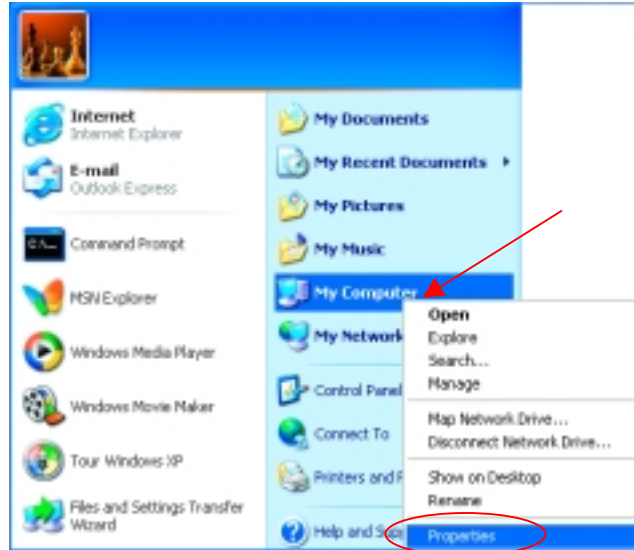 Internet
Internet Explorer
E-mail
Outlook Express
Command Prompt
MSN Explorer
Windows Media Player
Windows Movie Maker
Tour Windows XP
Files and Settings Transfer
Wizard
My Documents
My Recent Documents
My Pictures
My Music
My Computer
My Network
Control Panel
Connect To
Printers and F
Help and Sup
Open
Explore
Search...
Manage
Map Network Drive...
Disconnect Network Drive...
Show on Desktop
Rename
Properties